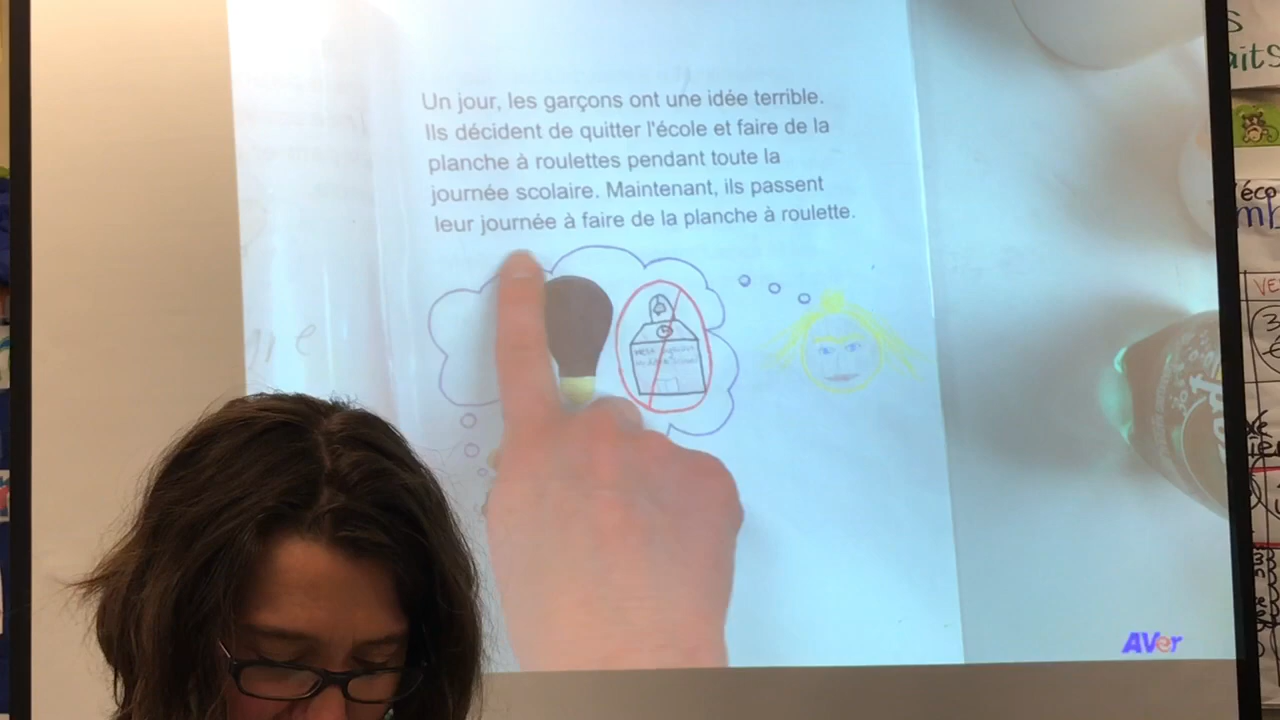 Un jour, les garçons ont une idée terrible.
Ils décident de quitter l'école et faire de la
planche à roulettes pendant toute la
journée scolaire. Maintenant, ils passent
leur journée à faire de la planche à roulette.
AVer